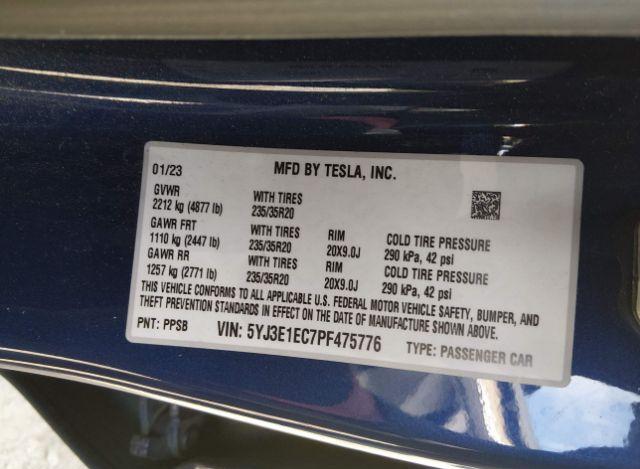 01/23 MFD BY TESLA, INC.
GVWR WITH TIRES
2212 kg (4877 lb) 235/35R20
GAWR FRT WITH TIRES RIM COLD TIRE PRESSURE
1110 kg (2447 lb) 235/35R20 20X9.0J 290 kPa, 42 psi
GAWR RR WITH TIRES RIM COLD TIRE PRESSURE
1257 kg (2771 lb) 235/35R20 20X9.0J 290 kPa, 42 psi
THIS VEHICLE CONFORMS TO ALL APPLICABLE U.S. FEDERAL MOTOR VEHICLE SAFETY, BUMPER, AND
THEFT PREVENTION STANDARDS IN EFFECT ON THE DATE OF MANUFACTURE SHOWN ABOVE.
PNT: PPSB VIN: 5YJ3E1EC7PF475776 TYPE: PASSENGER CAR